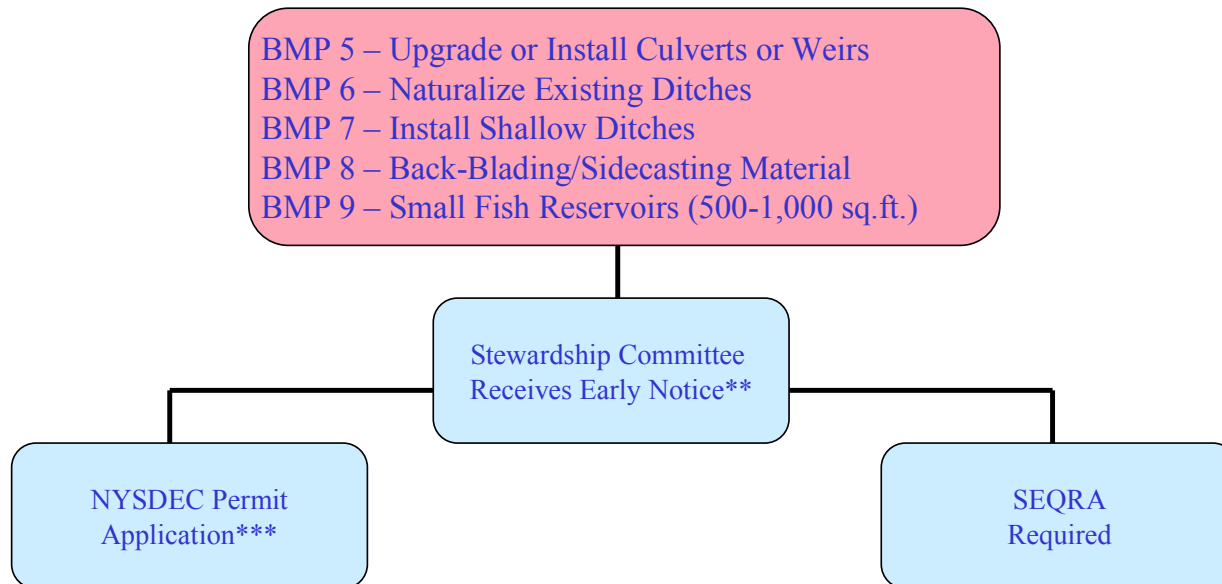 BMP 5 – Upgrade or Install Culverts or Weirs
BMP 6 – Naturalize Existing Ditches
BMP 7 – Install Shallow Ditches
BMP 8 – Back-Blading/Sidecasting Material
BMP 9 – Small Fish Reservoirs (500-1,000 sq.ft.)
Stewardship Committee
Receives Early Notice**
NYSDEC Permit
Application***
SEQRA
Required